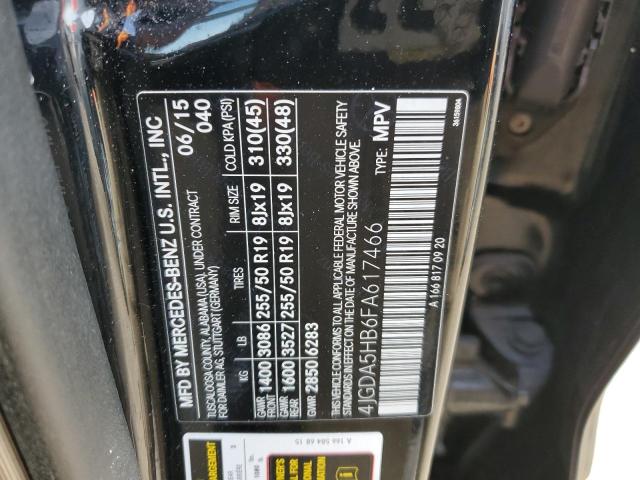 MFD BY MERCEDES-BENZ U.S. INTL., INC
TUSCALOOSA COUNTY, ALABAMA (USA), UNDER CONTRACT
FOR DAIMLER AG, STUTTGART (GERMANY)
06/15
040
KG LB TIRES RIM SIZE COLD KPA(PSI)
GAWR FRONT 1400 3086 255/50 R19 8Jx19 310(45)
GAWR REAR 1600 3527 255/50 R19 8Jx19 330(48)
GVWR 2850 6283
THIS VEHICLE CONFORMS TO ALL APPLICABLE FEDERAL MOTOR VEHICLE SAFETY
STANDARDS IN EFFECT ON THE DATE OF MANUFACTURE SHOWN ABOVE.
4JGDA5HB6FA617466 TYPE: MPV
A 166 817 09 20
36159804
A 166 584 68 15